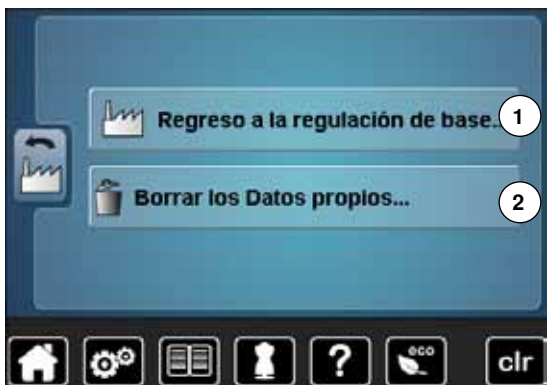 Regreso a la regulación de base..
1
Borrar los Datos propios...
2
?
eco
clr